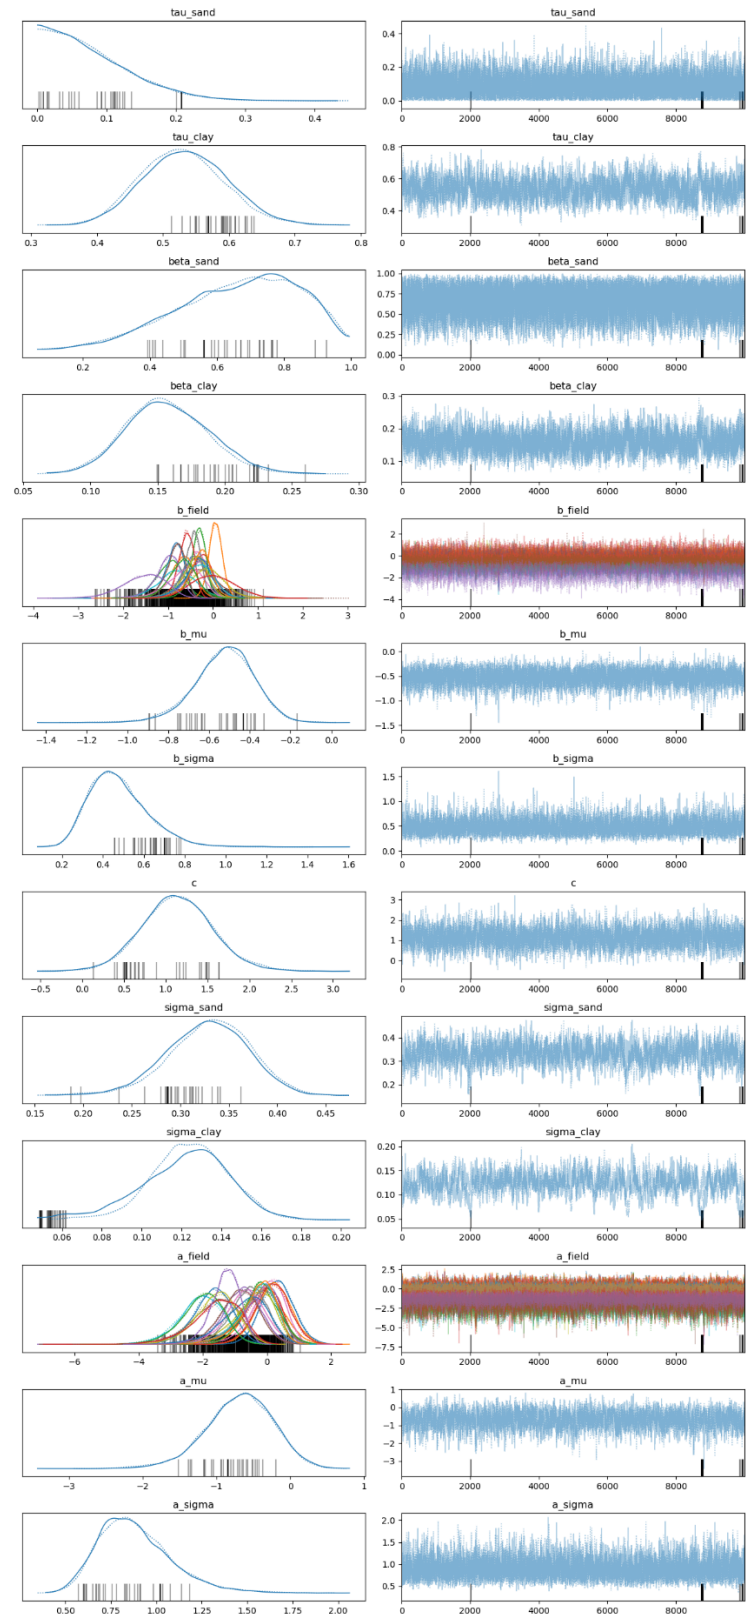 tau_sand tau_sand
0.4
0.2
0.0
0.0 0.1 0.2 0.3 0.4 0 2000 4000 6000 8000
tau_clay tau_clay
0.8
0.6
0.4
0.3 0.4 0.5 0.6 0.7 0.8 0 2000 4000 6000 8000
beta_sand beta_sand
1.00
0.75
0.50
0.25
0.00
0.2 0.4 0.6 0.8 1.0 0 2000 4000 6000 8000
beta_clay beta_clay
0.3
0.2
0.1
0.05 0.10 0.15 0.20 0.25 0.30 0 2000 4000 6000 8000
b_field b_field
2
0
−2
−4
−4 −3 −2 −1 0 1 2 3 0 2000 4000 6000 8000
b_mu b_mu
0.0
−0.5
−1.0
−1.5
−1.4 −1.2 −1.0 −0.8 −0.6 −0.4 −0.2 0.0 0 2000 4000 6000 8000
b_sigma b_sigma
1.5
1.0
0.5
0.0
0.2 0.4 0.6 0.8 1.0 1.2 1.4 1.6 0 2000 4000 6000 8000
c c
3
2
1
0
−0.5 0.0 0.5 1.0 1.5 2.0 2.5 3.0 0 2000 4000 6000 8000
sigma_sand sigma_sand
0.4
0.3
0.2
0.15 0.20 0.25 0.30 0.35 0.40 0.45 0 2000 4000 6000 8000
sigma_clay sigma_clay
0.20
0.15
0.10
0.05
0.06 0.08 0.10 0.12 0.14 0.16 0.18 0.20 0 2000 4000 6000 8000
a_field a_field
2.5
0.0
−2.5
−5.0
−7.5
−6 −4 −2 0 2 0 2000 4000 6000 8000
a_mu a_mu
1
0
−1
−2
−3
−3 −2 −1 0 1 0 2000 4000 6000 8000
a_sigma a_sigma
2.0
1.5
1.0
0.5
0.50 0.75 1.00 1.25 1.50 1.75 2.00 0 2000 4000 6000 8000